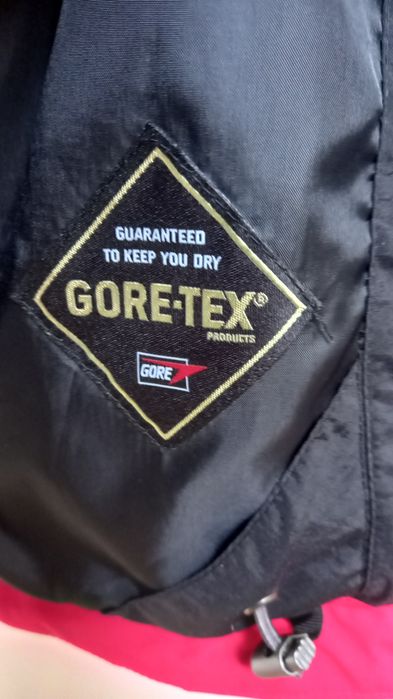 GUARANTEED
TO KEEP YOU DRY
GORE-TEX®
PRODUCTS
GORE